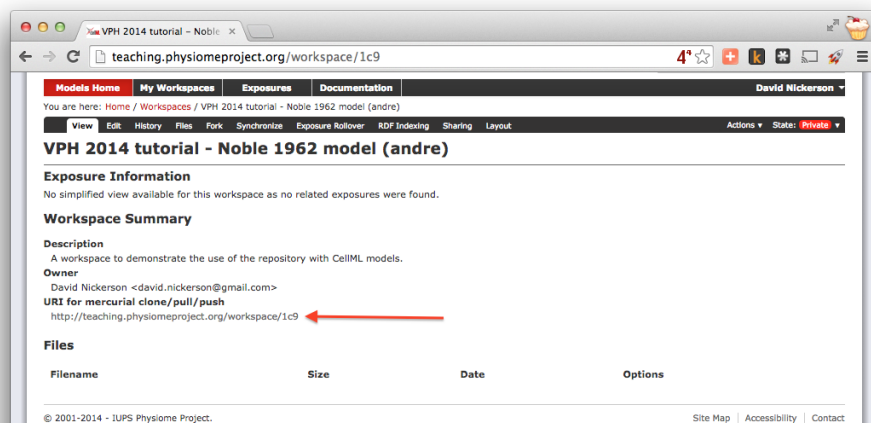 VPH 2014 tutorial – Noble
teaching.physiomeproject.org/workspace/1c9
Models Home My Workspaces Exposures Documentation David Nickerson
You are here: Home / Workspaces / VPH 2014 tutorial - Noble 1962 model (andre)
View Edit History Files Fork Synchronize Exposure Rollover RDF Indexing Sharing Layout Actions State: Private
VPH 2014 tutorial - Noble 1962 model (andre)
Exposure Information
No simplified view available for this workspace as no related exposures were found.
Workspace Summary
Description
A workspace to demonstrate the use of the repository with CellML models.
Owner
David Nickerson <david.nickerson@gmail.com>
URI for mercurial clone/pull/push
http://teaching.physiomeproject.org/workspace/1c9
Files
Filename Size Date Options
© 2001-2014 - IUPS Physiome Project. Site Map | Accessibility | Contact